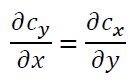 ∂c_y/∂x = ∂c_x/∂y